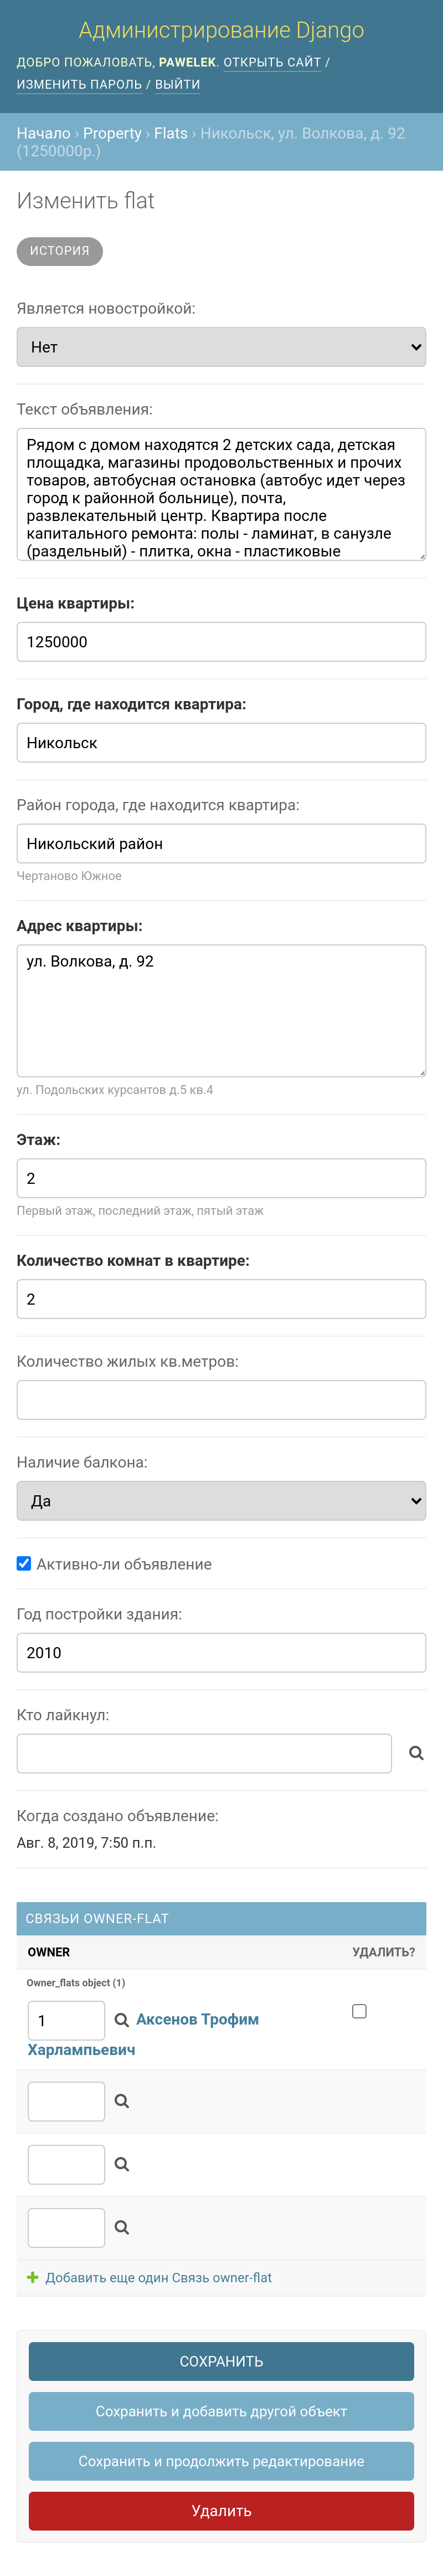 Администрирование Django
ДОБРО ПОЖАЛОВАТЬ, PAWELEK. ОТКРЫТЬ САЙТ /
ИЗМЕНИТЬ ПАРОЛЬ / ВЫЙТИ
Начало › Property › Flats › Никольск, ул. Волкова, д. 92
(1250000р.)
Изменить flat
ИСТОРИЯ
Является новостройкой:
Нет
Текст объявления:
Рядом с домом находятся 2 детских сада, детская
площадка, магазины продовольственных и прочих
товаров, автобусная остановка (автобус идет через
город к районной больнице), почта,
развлекательный центр. Квартира после
капитального ремонта: полы - ламинат, в санузле
(раздельный) - плитка, окна - пластиковые
Цена квартиры:
1250000
Город, где находится квартира:
Никольск
Район города, где находится квартира:
Никольский район
Чертаново Южное
Адрес квартиры:
ул. Волкова, д. 92
ул. Подольских курсантов д.5 кв.4
Этаж:
2
Первый этаж, последний этаж, пятый этаж
Количество комнат в квартире:
2
Количество жилых кв.метров:
Наличие балкона:
Да
Активно-ли объявление
Год постройки здания:
2010
Кто лайкнул:
Когда создано объявление:
Авг. 8, 2019, 7:50 п.п.
СВЯЗЬИ OWNER-FLAT
OWNER УДАЛИТЬ?
Owner_flats object (1)
1 Аксенов Трофим
Харлампьевич
Добавить еще один Связь owner-flat
СОХРАНИТЬ
Сохранить и добавить другой объект
Сохранить и продолжить редактирование
Удалить